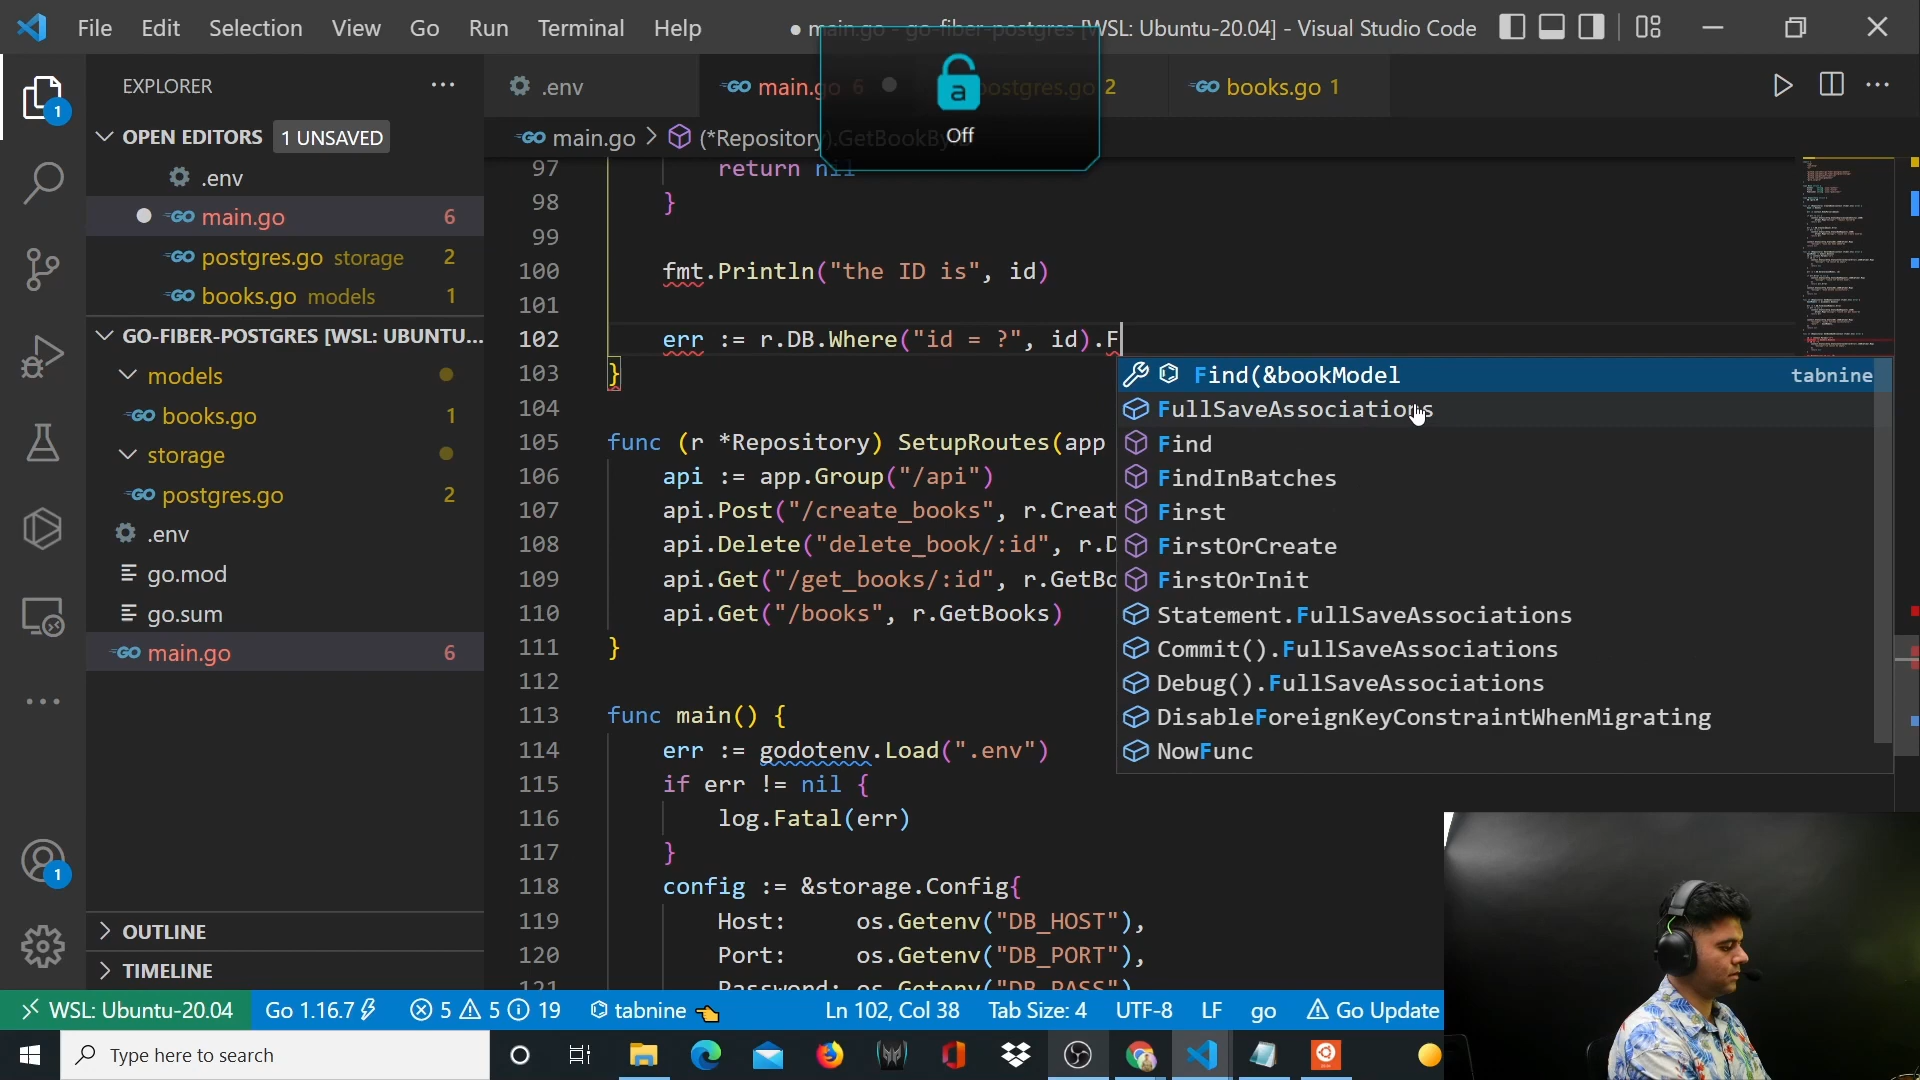 File Edit Selection View Go Run Terminal Help
● main.go - go-fiber-postgres [WSL: Ubuntu-20.04] - Visual Studio Code
a
Off
EXPLORER
OPEN EDITORS 1 UNSAVED
.env
main.go 6
postgres.go storage 2
books.go models 1
GO-FIBER-POSTGRES [WSL: UBUNTU...
models
books.go 1
storage
postgres.go 2
.env
go.mod
go.sum
main.go 6
OUTLINE
TIMELINE
.env
main.go 6
postgres.go 2
books.go 1
main.go > (*Repository).GetBookByID
97 return nil
98 }
99
100 fmt.Println("the ID is", id)
101
102 err := r.DB.Where("id = ?", id).F
103 }
104
105 func (r *Repository) SetupRoutes(app
106 api := app.Group("/api")
107 api.Post("/create_books", r.Creat
108 api.Delete("delete_book/:id", r.D
109 api.Get("/get_books/:id", r.GetBo
110 api.Get("/books", r.GetBooks)
111 }
112
113 func main() {
114 err := godotenv.Load(".env")
115 if err != nil {
116 log.Fatal(err)
117 }
118 config := &storage.Config{
119 Host: os.Getenv("DB_HOST"),
120 Port: os.Getenv("DB_PORT"),
121 Password: os.Getenv("DB_PASS"),
Find(&bookModel tabnine
FullSaveAssociations
Find
FindInBatches
First
FirstOrCreate
FirstOrInit
Statement.FullSaveAssociations
Commit().FullSaveAssociations
Debug().FullSaveAssociations
DisableForeignKeyConstraintWhenMigrating
NowFunc
1
1
WSL: Ubuntu-20.04 Go 1.16.7 5 5 19 tabnine Ln 102, Col 38 Tab Size: 4 UTF-8 LF go Go Update
Type here to search